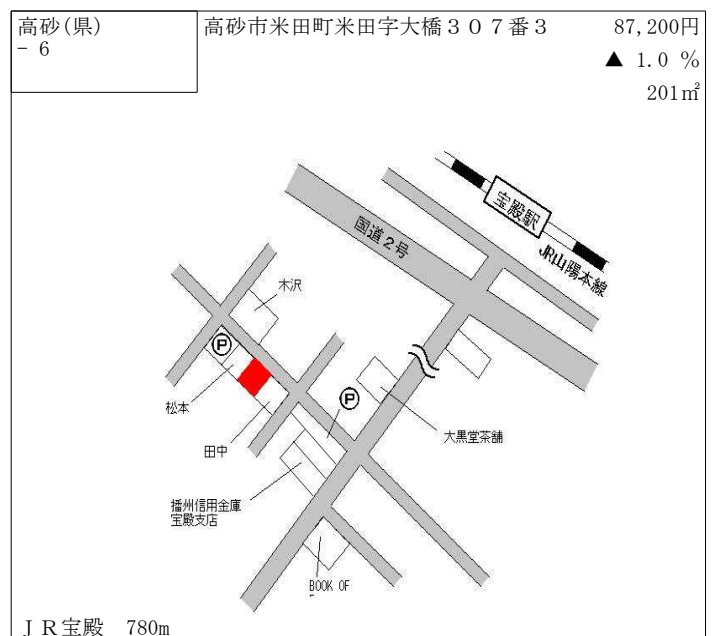 高砂(県)
－ 6
高砂市米田町米田字大橋３０７番３
87,200円
▲ 1.0 %
201㎡
宝殿駅
JR山陽本線
国道２号
木沢
Ⓟ
松本
田中
Ⓟ
大黒堂茶舗
播州信用金庫
宝殿支店
BOOK OF
ＪＲ宝殿　780m